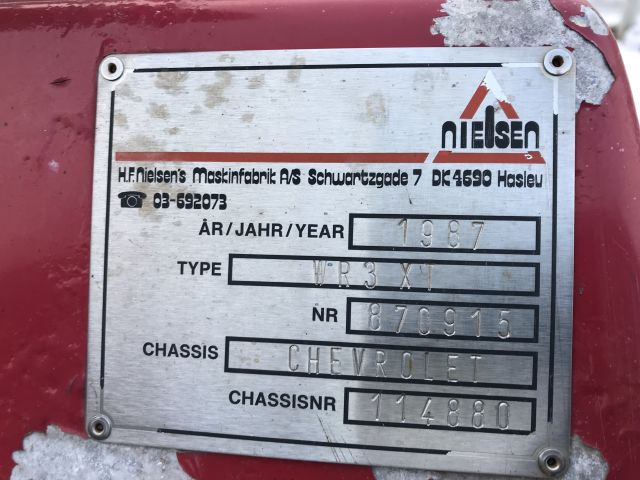 NIELSEN
H.F. Nielsen's Maskinfabrik A/S Schwartzgade 7 DK 4690 Haslev
☎ 03-692073
ÅR/JAHR/YEAR 1987
TYPE WR3 XY
NR 870915
CHASSIS CHEVROLET
CHASSISNR 114880